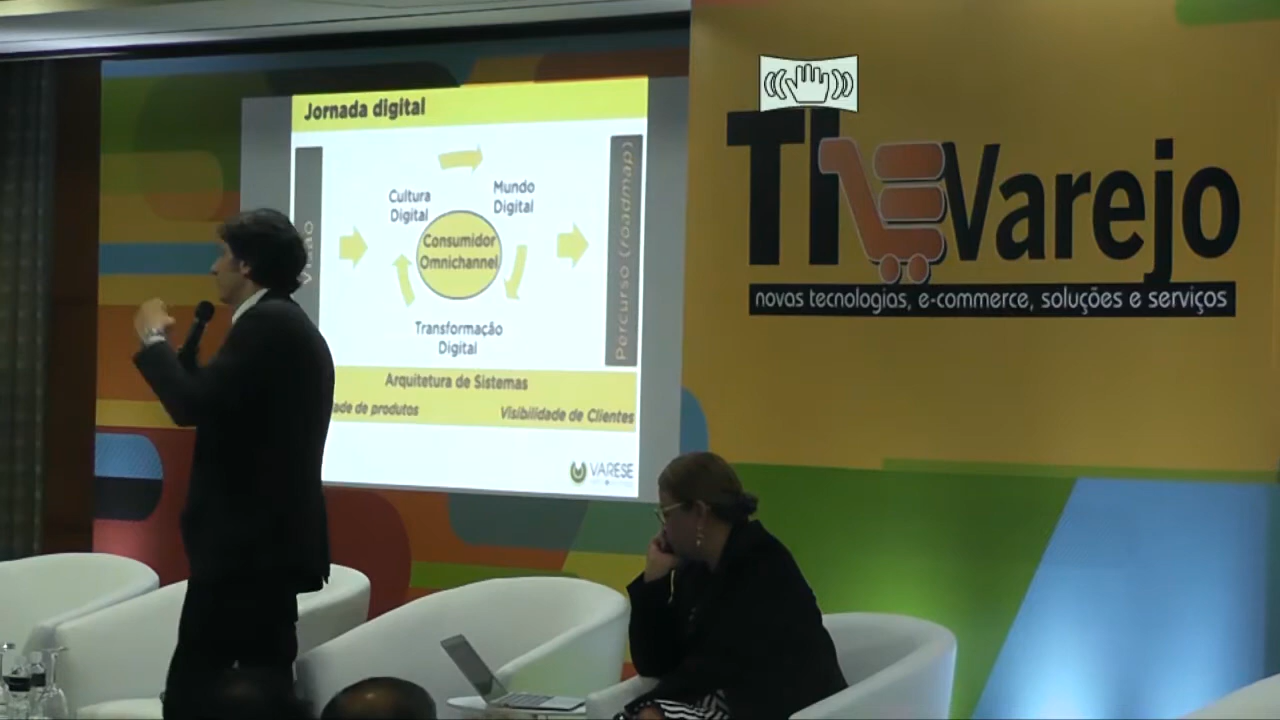 Jornada digital
Cultura
Digital
Mundo
Digital
Consumidor
Omnichannel
Transformação
Digital
Percurso (roadmap)
Arquitetura de Sistemas
ade de produtos
Visibilidade de Clientes
VARESE
TI Varejo
novas tecnologias, e-commerce, soluções e serviços